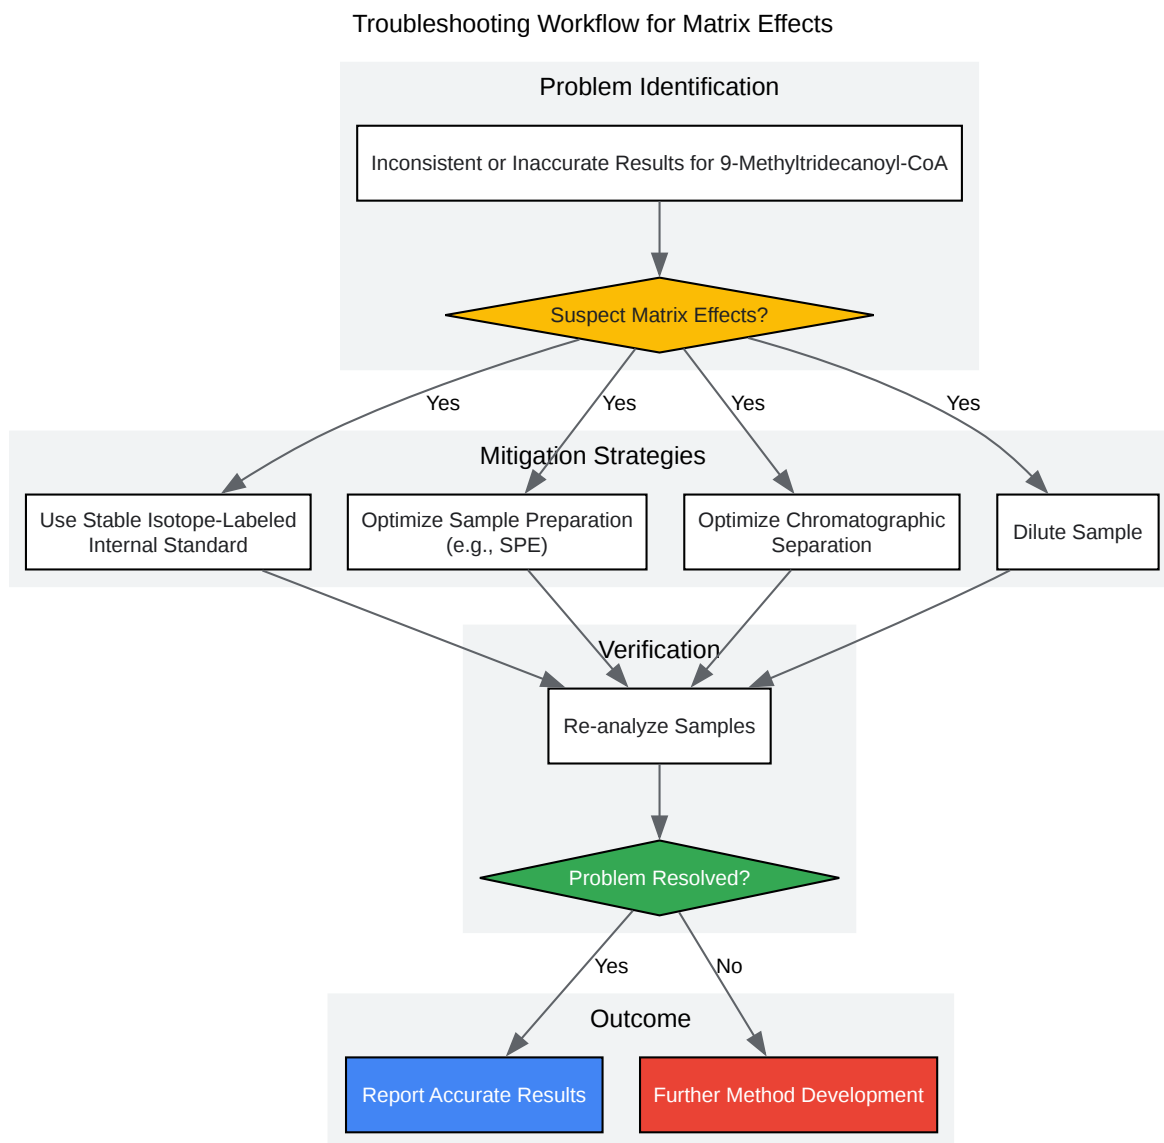 Troubleshooting Workflow for Matrix Effects
Problem Identification
Inconsistent or Inaccurate Results for 9-Methyltridecanoyl-CoA
Suspect Matrix Effects?
Yes
Yes
Yes
Yes
Mitigation Strategies
Use Stable Isotope-Labeled
Internal Standard
Optimize Sample Preparation
(e.g., SPE)
Optimize Chromatographic
Separation
Dilute Sample
Verification
Re-analyze Samples
Problem Resolved?
Yes
No
Outcome
Report Accurate Results
Further Method Development